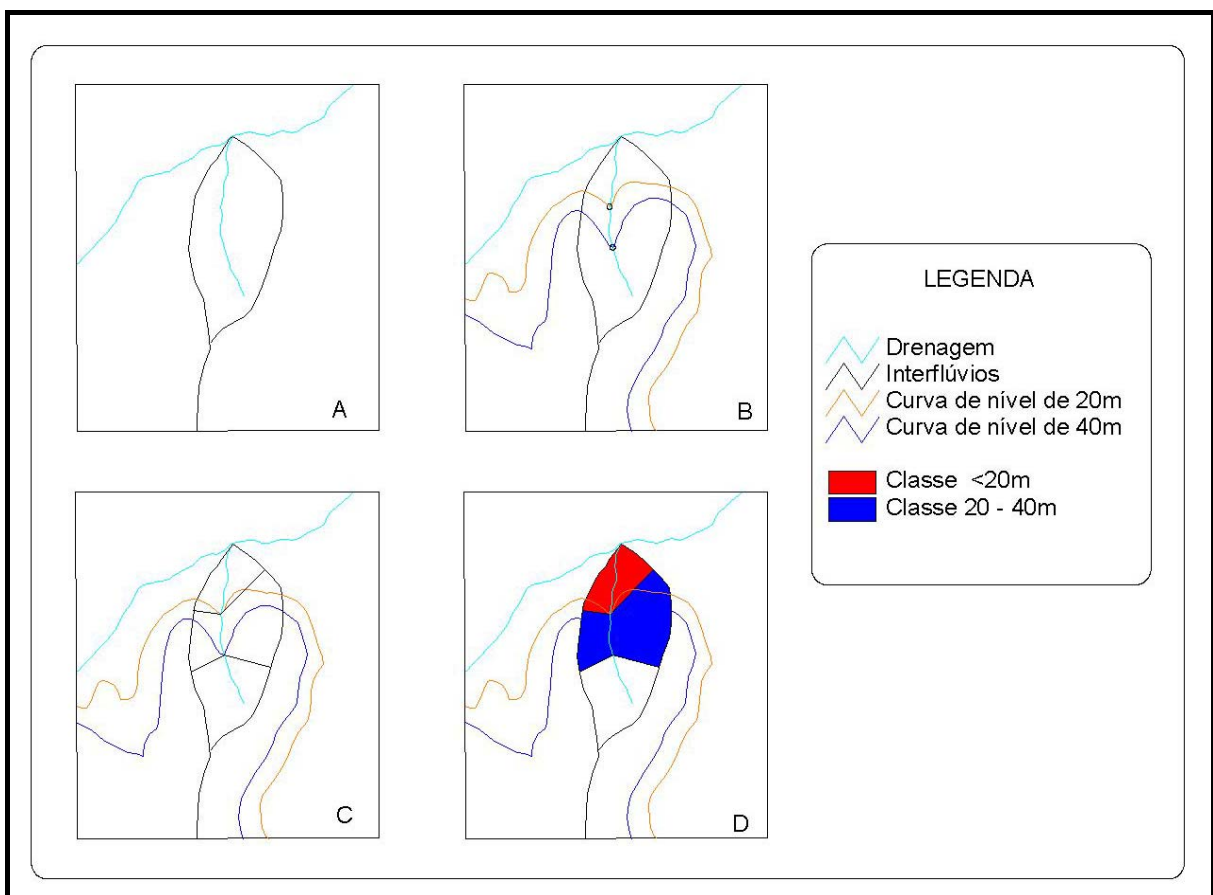 A
B
LEGENDA
Drenagem
Interflúvios
Curva de nível de 20m
Curva de nível de 40m
Classe <20m
Classe 20 - 40m
C
D